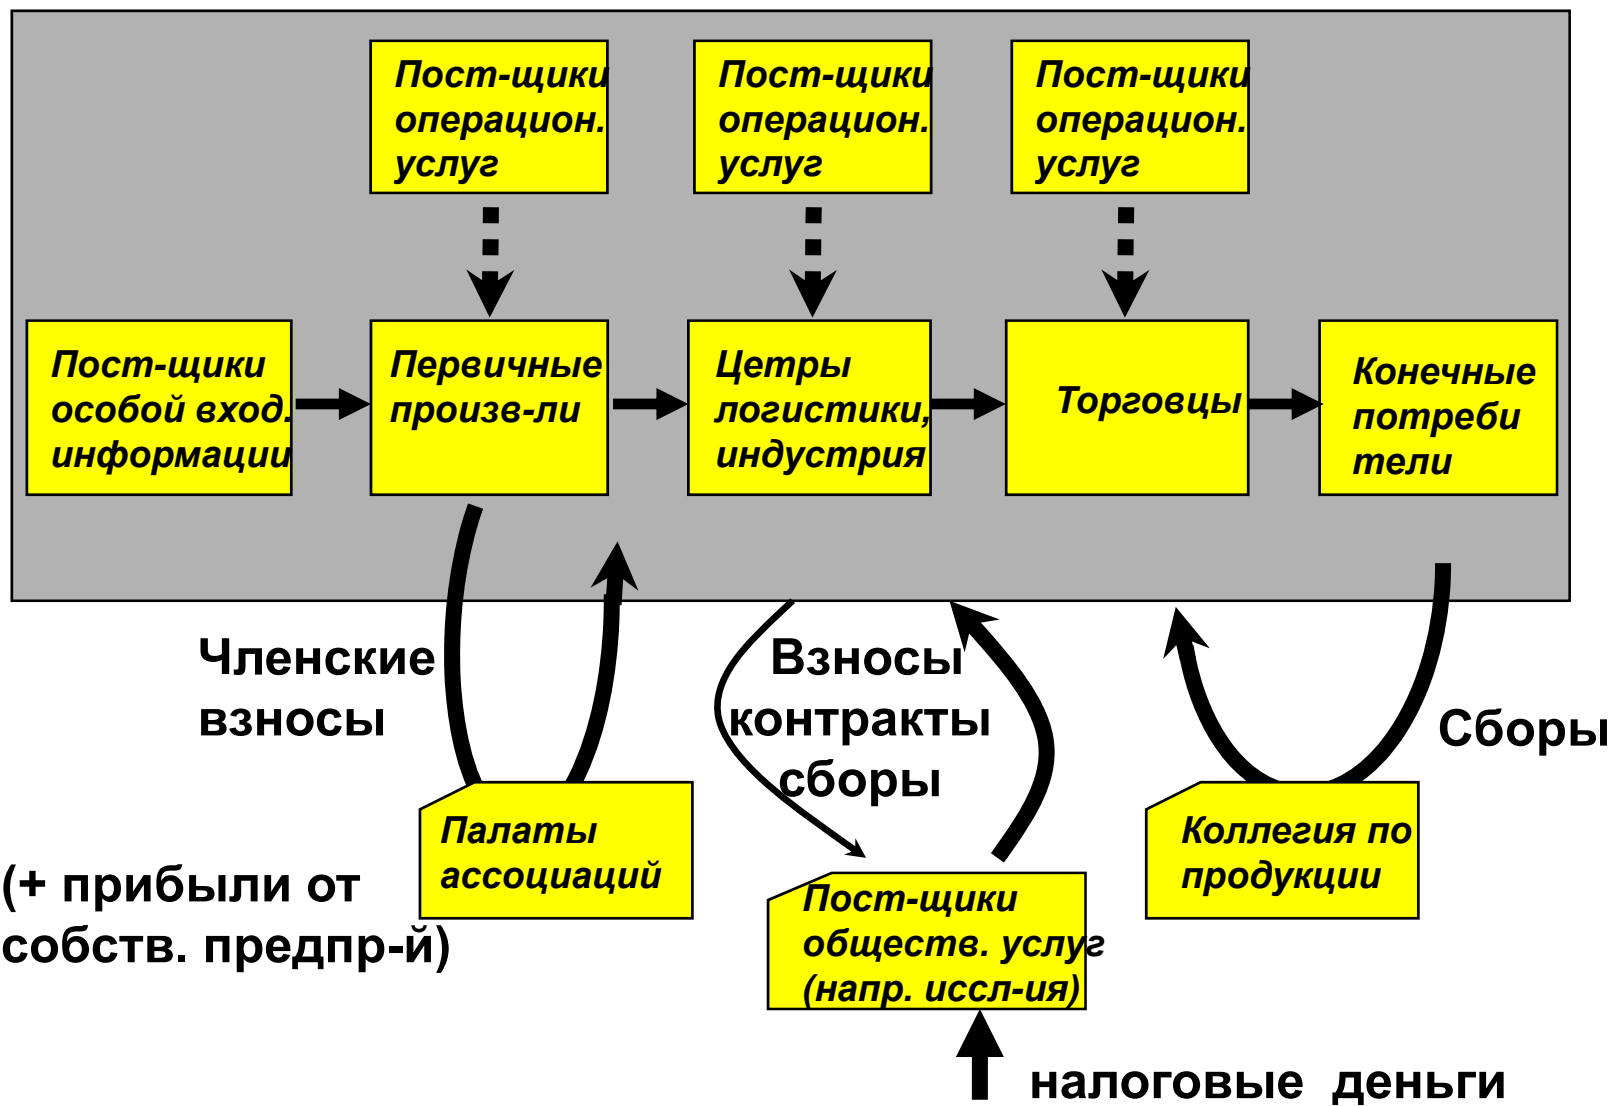 Пост-щики
операцион.
услуг
Пост-щики
операцион.
услуг
Пост-щики
операцион.
услуг
Пост-щики
особой вход.
информации
Первичные
произв-ли
Цетры
логистики,
индустрия
Торговцы
Конечные
потреби
тели
Членские
взносы
Взносы
контракты
сборы
Сборы
Палаты
ассоциаций
(+ прибыли от
собств. предпр-й)
Пост-щики
обществ. услуг
(напр. иссл-ия)
Коллегия по
продукции
налоговые деньги